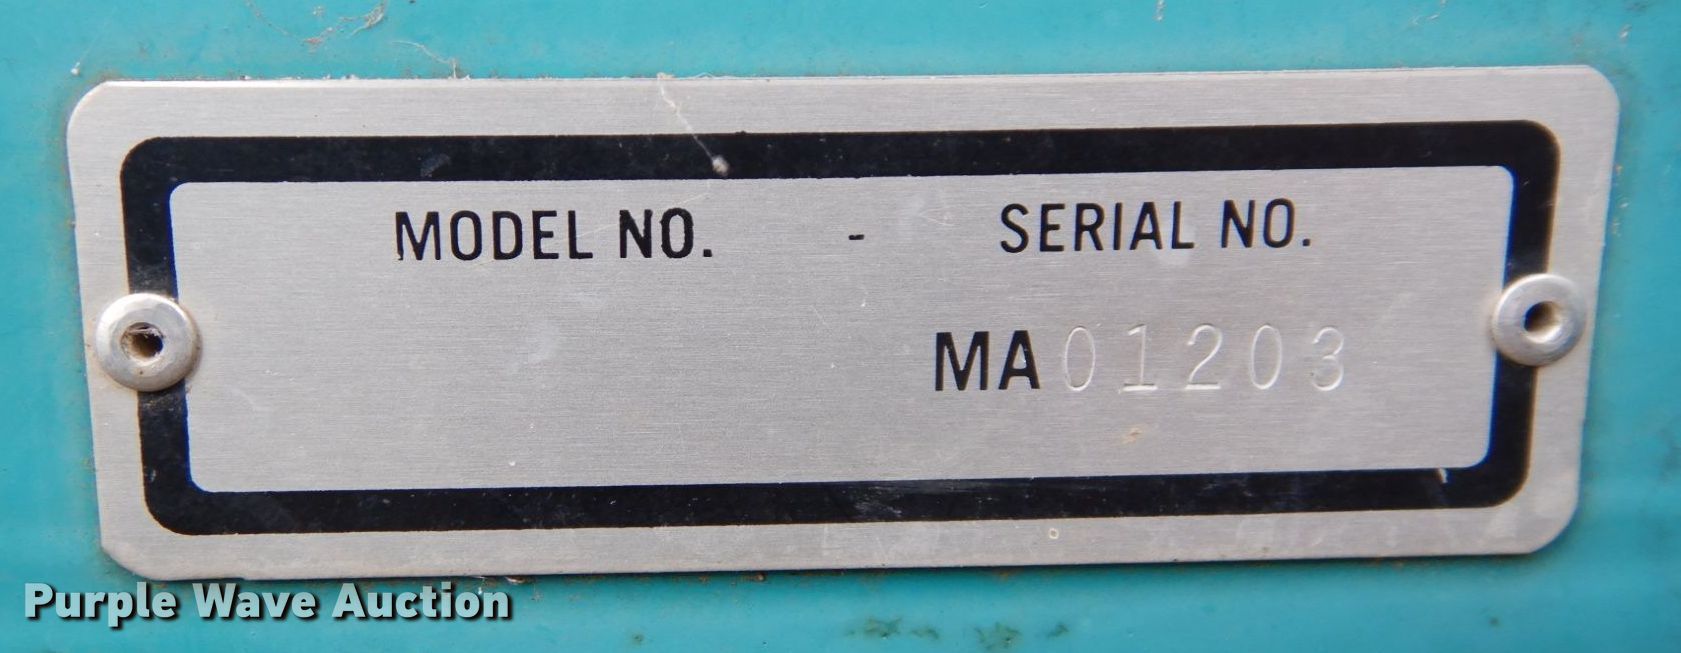 MODEL NO. - SERIAL NO.
MA01203
Purple Wave Auction